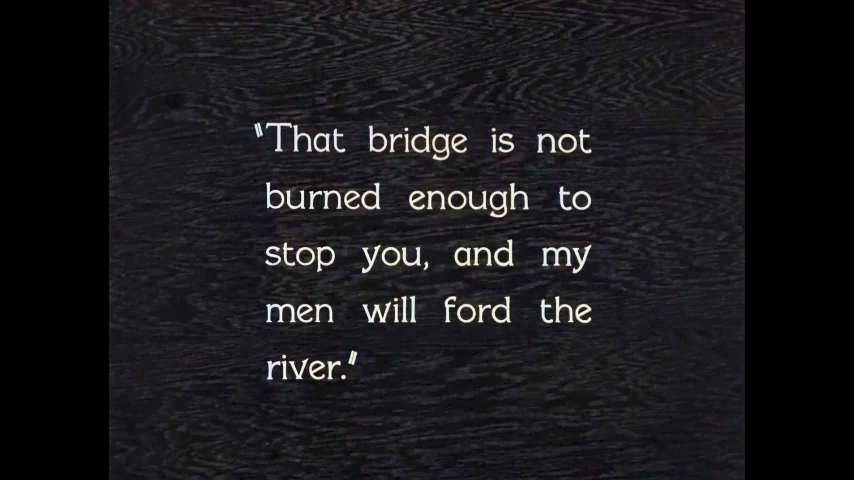 "That bridge is not
burned enough to
stop you, and my
men will ford the
river."